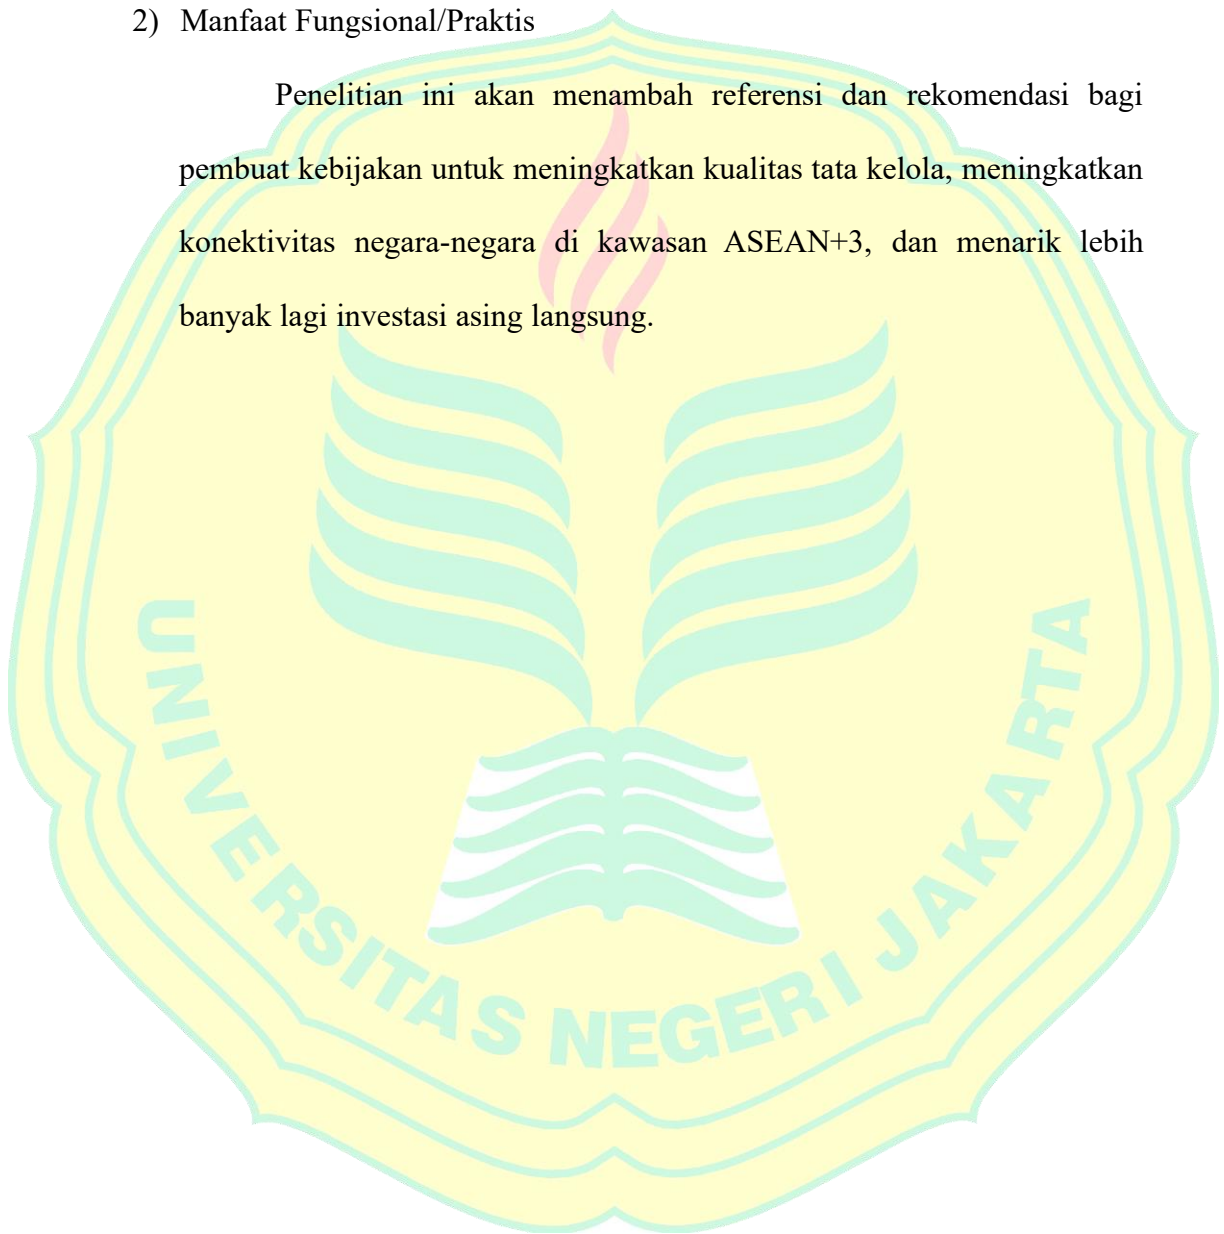 2) Manfaat Fungsional/Praktis
Penelitian ini akan menambah referensi dan rekomendasi bagi
pembuat kebijakan untuk meningkatkan kualitas tata kelola, meningkatkan
konektivitas negara-negara di kawasan ASEAN+3, dan menarik lebih
banyak lagi investasi asing langsung.
UNIVERSITAS NEGERI JAKARTA